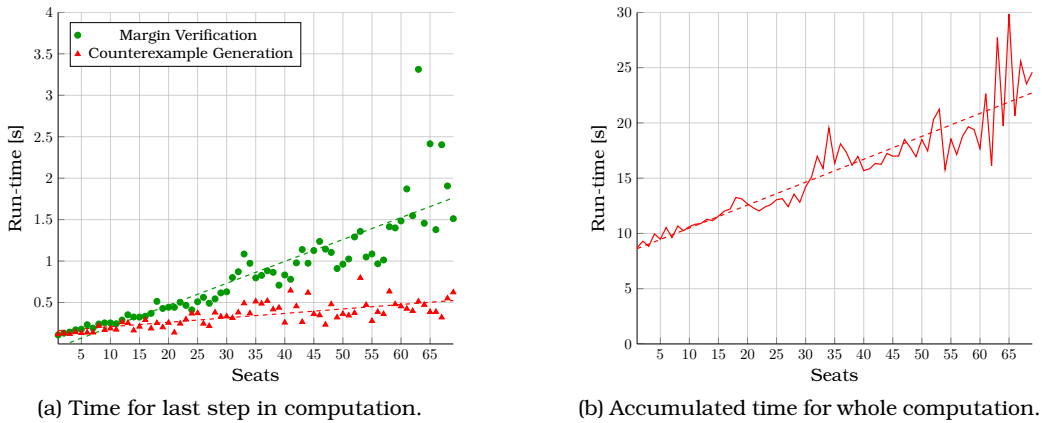 4
3.5
3
2.5
2
1.5
1
0.5
Run-time [s]
Margin Verification
Counterexample Generation
5 10 15 20 25 30 35 40 45 50 55 60 65
Seats
(a) Time for last step in computation.
30
25
20
15
10
5
0
Run-time [s]
5 10 15 20 25 30 35 40 45 50 55 60 65
Seats
(b) Accumulated time for whole computation.